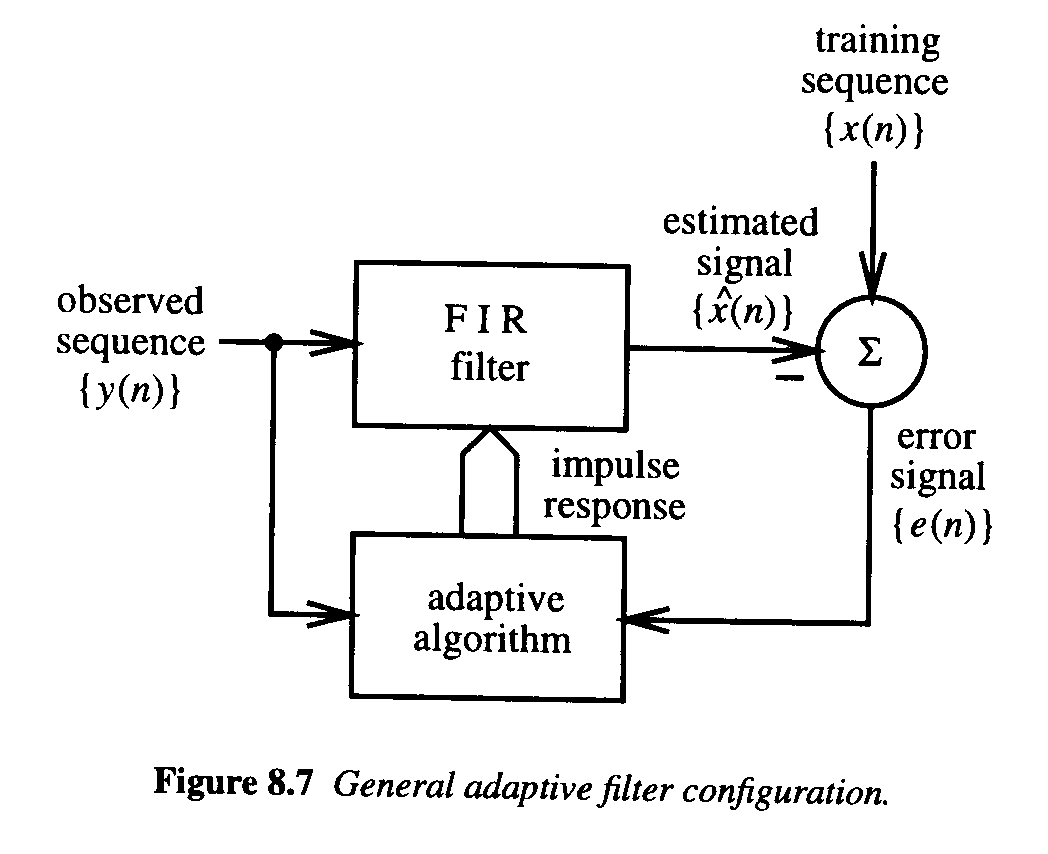 training
sequence
{x(n)}
estimated
signal
{x̂(n)}
observed
sequence
{y(n)}
F I R
filter
Σ
−
error
signal
{e(n)}
impulse
response
adaptive
algorithm
Figure 8.7 General adaptive filter configuration.